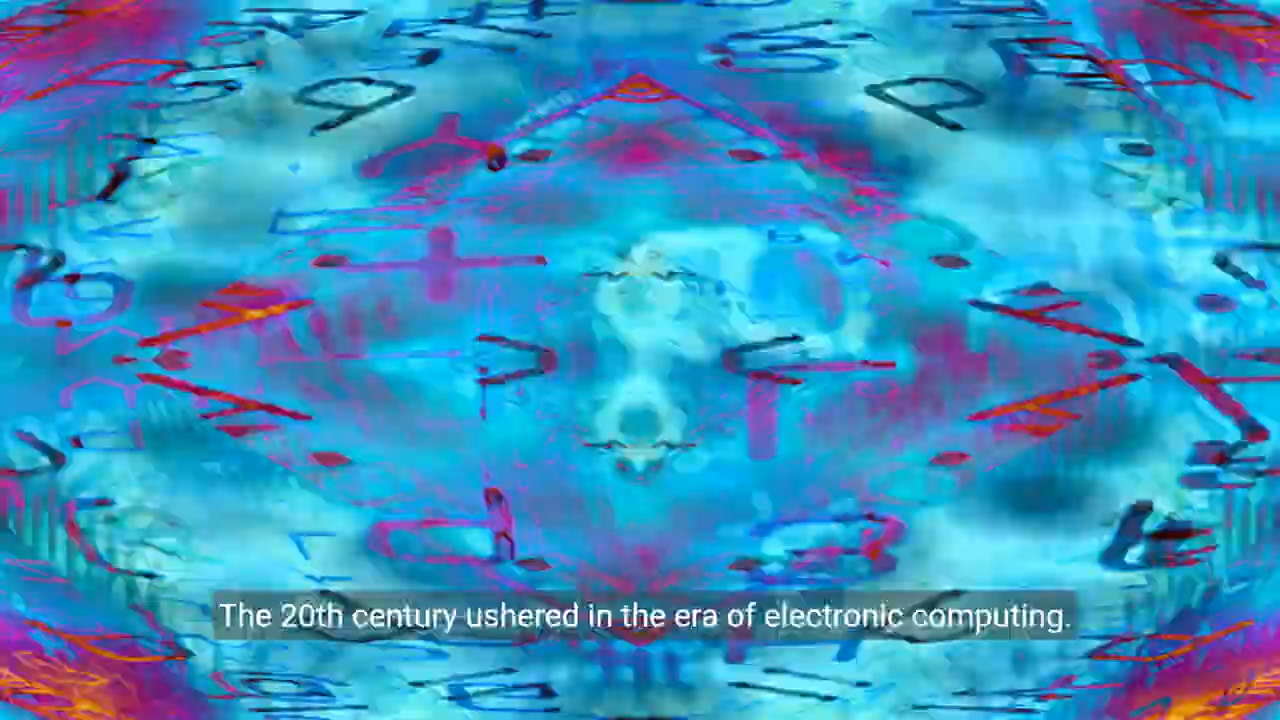 The 20th century ushered in the era of electronic computing.